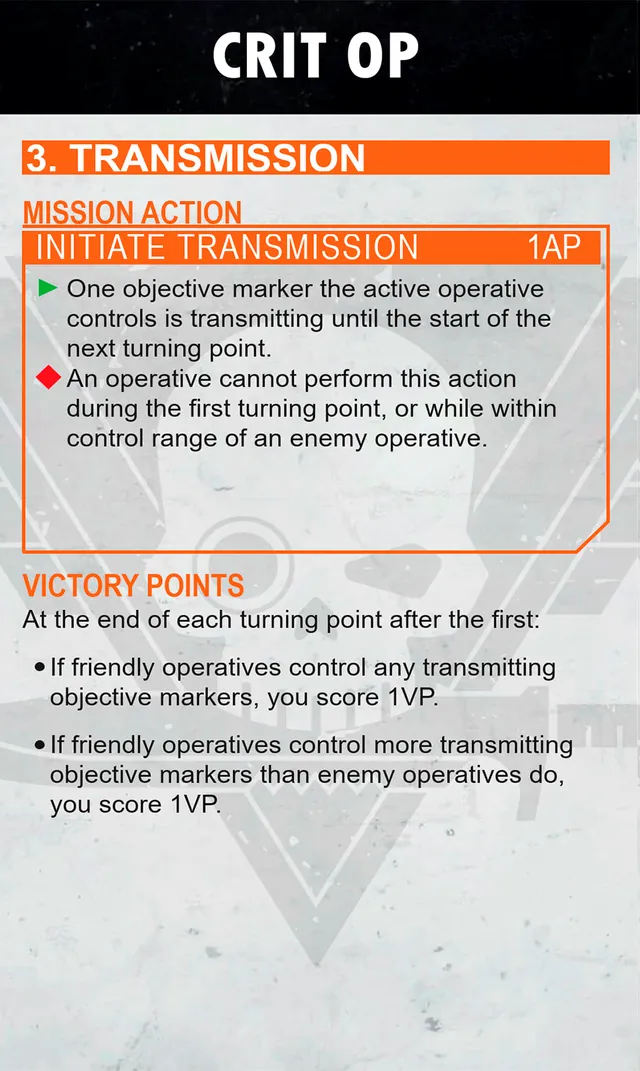 CRIT OP
3. TRANSMISSION
MISSION ACTION
INITIATE TRANSMISSION 1AP
One objective marker the active operative
controls is transmitting until the start of the
next turning point.
An operative cannot perform this action
during the first turning point, or while within
control range of an enemy operative.
VICTORY POINTS
At the end of each turning point after the first:
• If friendly operatives control any transmitting
objective markers, you score 1VP.
• If friendly operatives control more transmitting
objective markers than enemy operatives do,
you score 1VP.